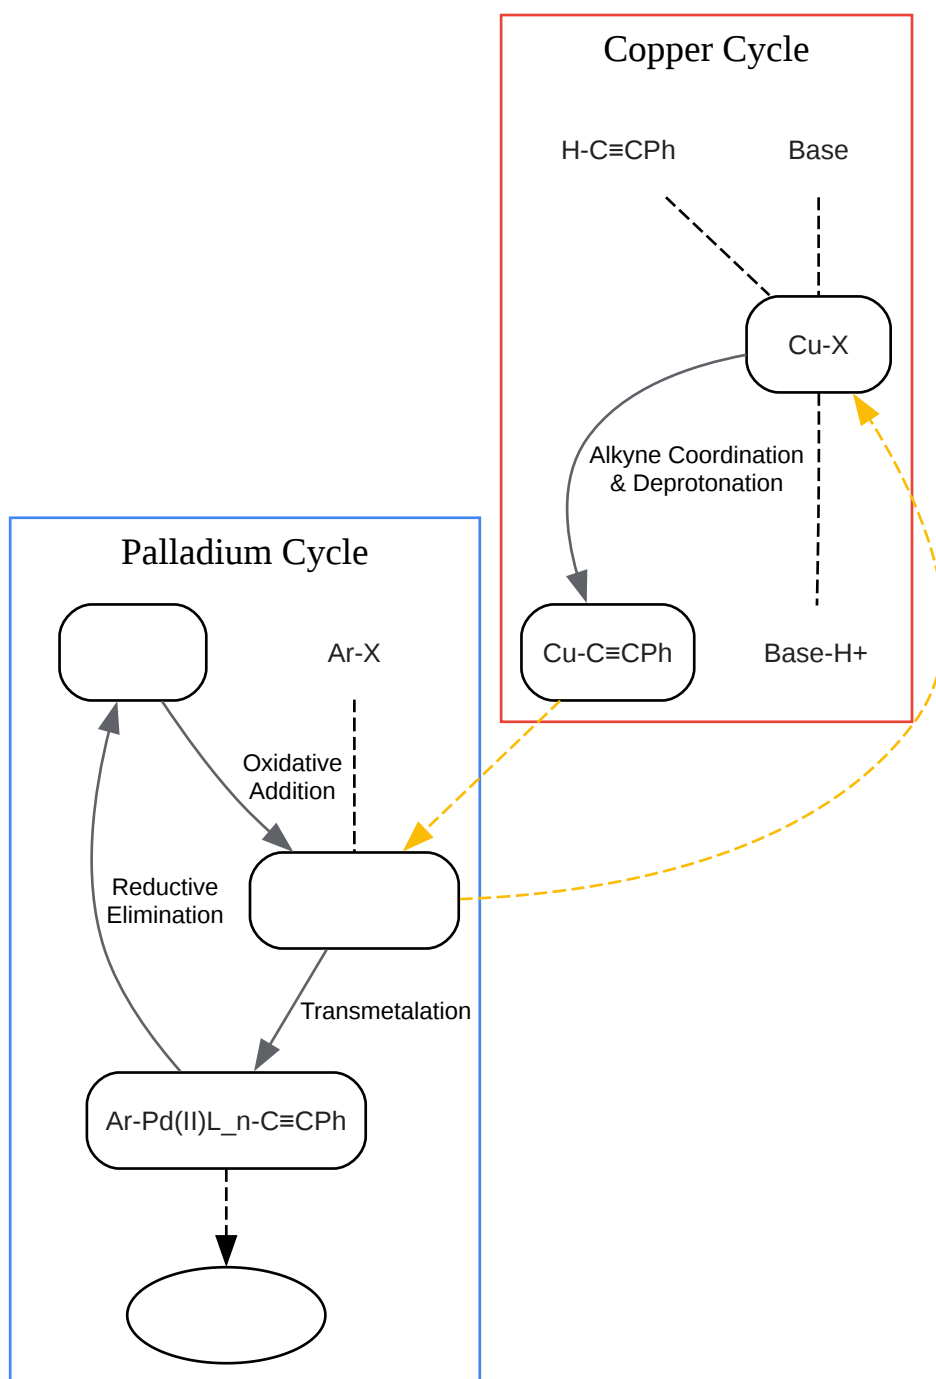 Copper Cycle
H-C≡CPh
Base
Cu-X
Alkyne Coordination
& Deprotonation
Cu-C≡CPh
Base-H+
Palladium Cycle
Ar-X
Oxidative
Addition
Reductive
Elimination
Transmetalation
Ar-Pd(II)L_n-C≡CPh